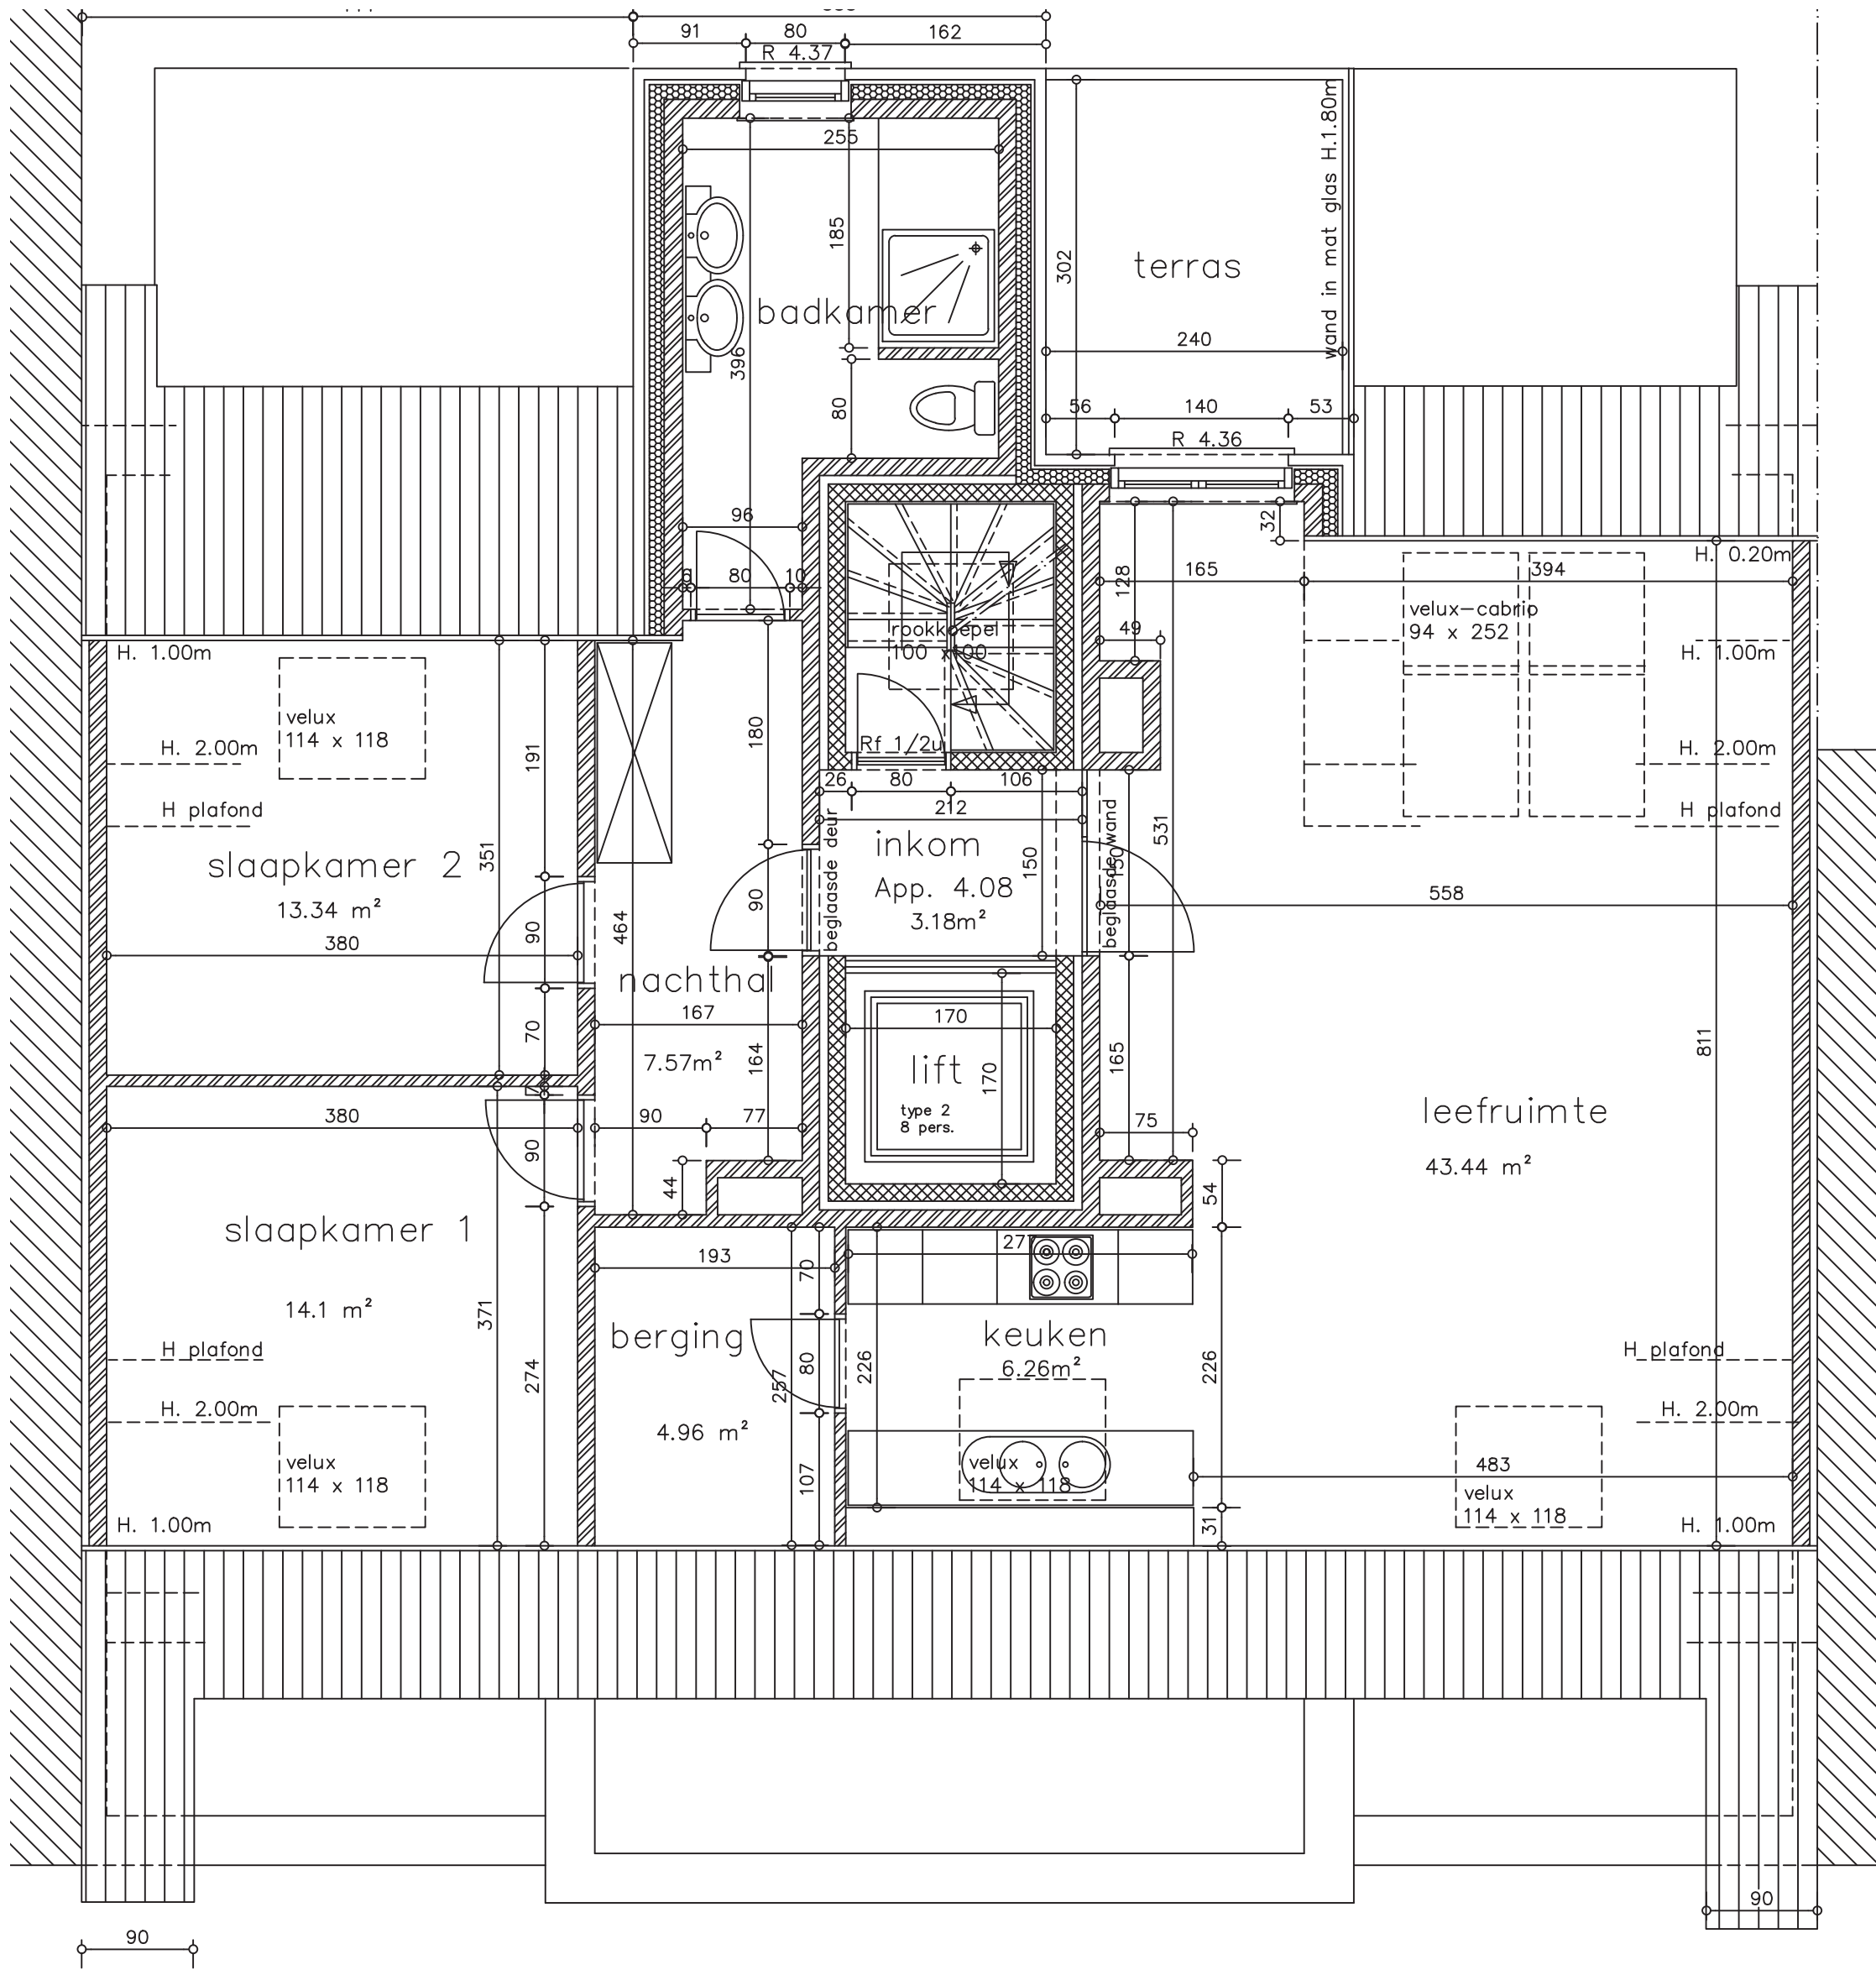 91
80
162
R 4.37
255
185
396
80
badkamer
96
80
10
302
terras
wand in mat glas H.1.80m
240
56
140
53
R 4.36
32
H. 0.20m
165
394
128
velux-cabrio
94 x 252
49
rookkoepel
100 x 100
H. 1.00m
H. 1.00m
velux
114 x 118
H. 2.00m
H. 2.00m
191
180
Rf 1/2u
26
80
106
212
H plafond
H plafond
beglaasde deur
beglaasde wand
150
531
150
inkom
App. 4.08
3.18m²
351
slaapkamer 2
13.34 m²
380
90
464
90
558
nachthal
167
7.57m²
70
164
170
lift
170
type 2
8 pers.
165
811
17
380
90
77
75
leefruimte
43.44 m²
90
44
54
slaapkamer 1
14.1 m²
371
274
193
70
berging
80
257
4.96 m²
107
keuken
6.26m²
226
226
velux
114 x 118
31
H plafond
H plafond
H. 2.00m
H. 2.00m
velux
114 x 118
483
velux
114 x 118
H. 1.00m
H. 1.00m
90
90